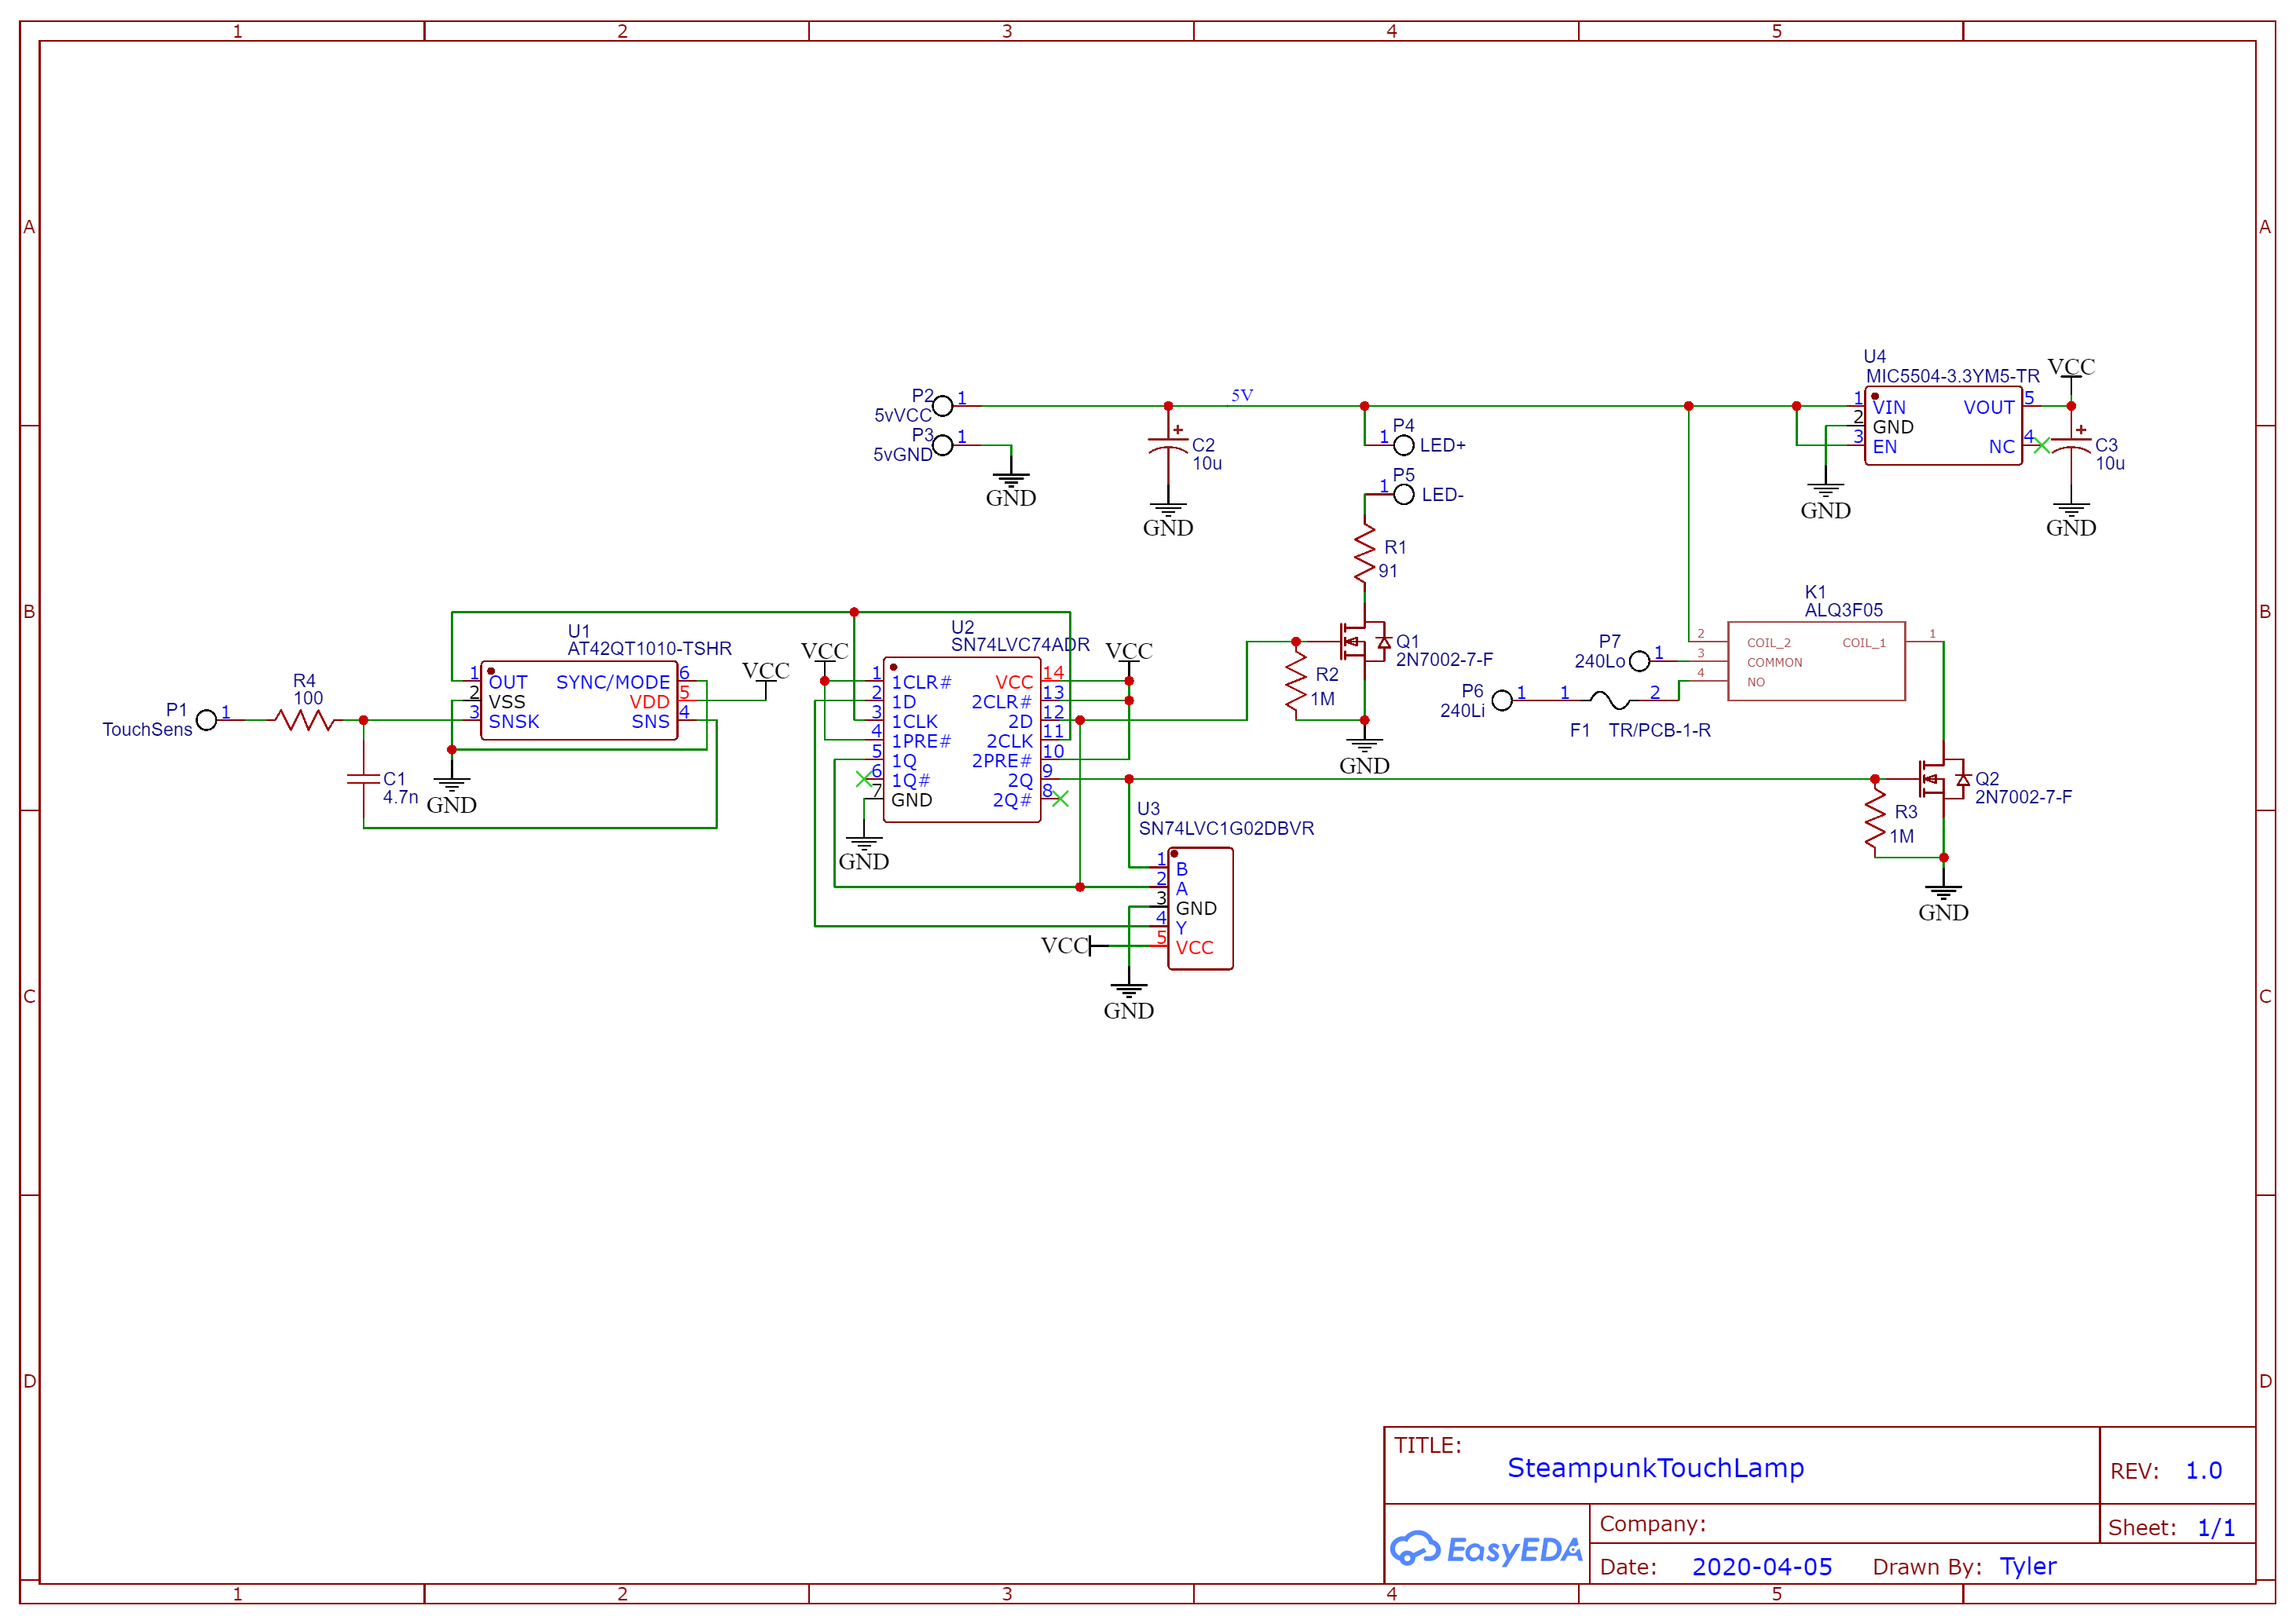 1 2 3 4 5
A A
B B
C C
D D
1 2 3 4 5
P1
TouchSens
1
R4
100
C1
4.7n
GND
U1
AT42QT1010-TSHR
1 OUT
2 VSS
3 SNSK
SYNC/MODE 6
VDD 5
SNS 4
VCC
VCC
U2
SN74LVC74ADR
1 1CLR#
2 1D
3 1CLK
4 1PRE#
5 1Q
6 1Q#
7 GND
VCC 14
2CLR# 13
2D 12
2CLK 11
2PRE# 10
2Q 9
2Q# 8
GND
VCC
P2
5vVCC
1
P3
5vGND
1
GND
C2
10u
GND
5V
P4
1
LED+
P5
1
LED-
R1
91
Q1
2N7002-7-F
R2
1M
GND
U3
SN74LVC1G02DBVR
1 B
2 A
3 GND
4 Y
5 VCC
VCC
GND
U4
MIC5504-3.3YM5-TR
1 VIN
2 GND
3 EN
VOUT 5
NC 4
VCC
C3
10u
GND
GND
K1
ALQ3F05
2 COIL_2
3 COMMON
4 NO
COIL_1 1
P7
240Lo
1
P6
240Li
1
1 2
F1 TR/PCB-1-R
Q2
2N7002-7-F
R3
1M
GND
TITLE:
SteampunkTouchLamp
REV: 1.0
EasyEDA
Company:
Sheet: 1/1
Date: 2020-04-05 Drawn By: Tyler